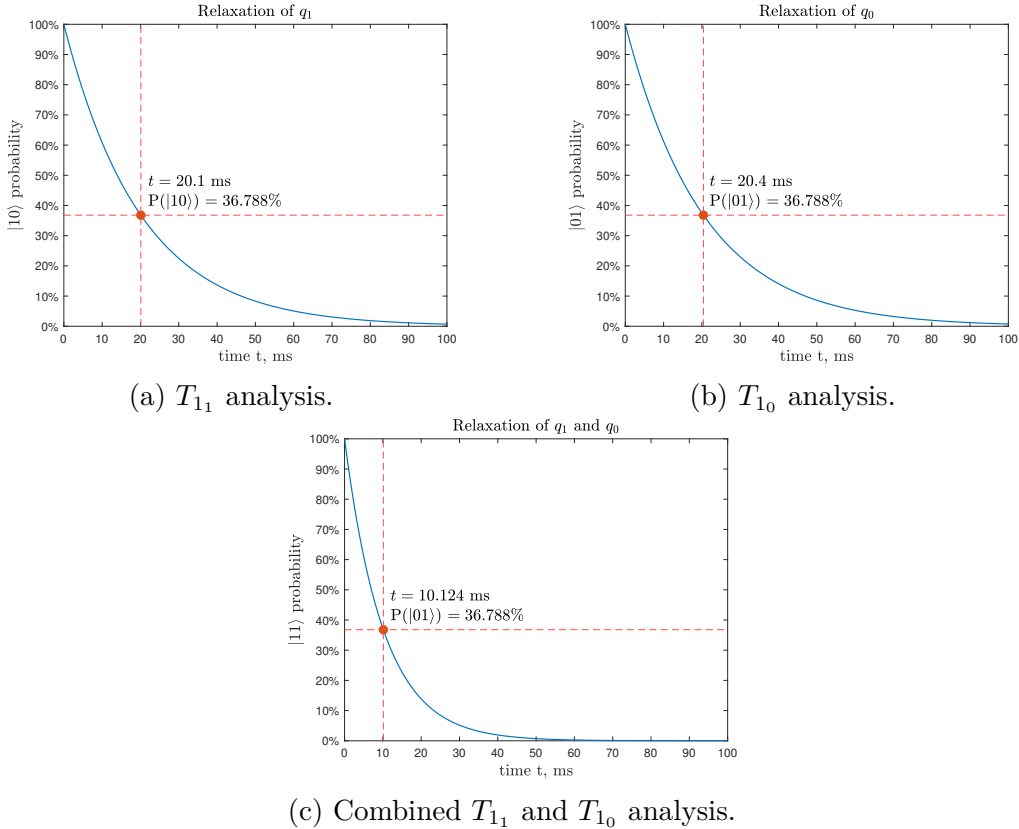 Relaxation of q₁
100%
90%
80%
70%
60%
50%
40%
30%
20%
10%
0%
|10⟩ probability
t = 20.1 ms
P(|10⟩) = 36.788%
0 10 20 30 40 50 60 70 80 90 100
time t, ms
(a) T₁₁ analysis.
Relaxation of q₀
100%
90%
80%
70%
60%
50%
40%
30%
20%
10%
0%
|01⟩ probability
t = 20.4 ms
P(|01⟩) = 36.788%
0 10 20 30 40 50 60 70 80 90 100
time t, ms
(b) T₁₀ analysis.
Relaxation of q₁ and q₀
100%
90%
80%
70%
60%
50%
40%
30%
20%
10%
0%
|11⟩ probability
t = 10.124 ms
P(|01⟩) = 36.788%
0 10 20 30 40 50 60 70 80 90 100
time t, ms
(c) Combined T₁₁ and T₁₀ analysis.